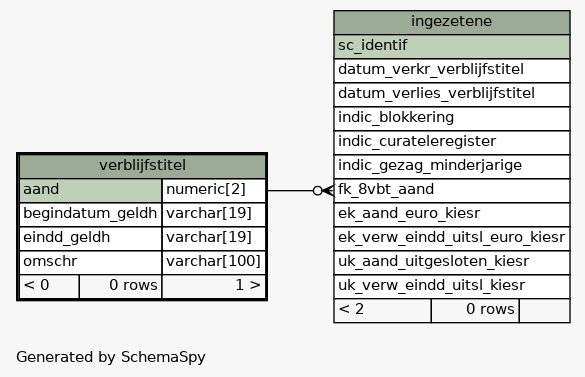 verblijfstitel
aand numeric[2]
begindatum_geldh varchar[19]
eindd_geldh varchar[19]
omschr varchar[100]
< 0 0 rows 1 >
ingezetene
sc_identif
datum_verkr_verblijfstitel
datum_verlies_verblijfstitel
indic_blokkering
indic_curateleregister
indic_gezag_minderjarige
fk_8vbt_aand
ek_aand_euro_kiesr
ek_verw_eindd_uitsl_euro_kiesr
uk_aand_uitgesloten_kiesr
uk_verw_eindd_uitsl_kiesr
< 2 0 rows
Generated by SchemaSpy